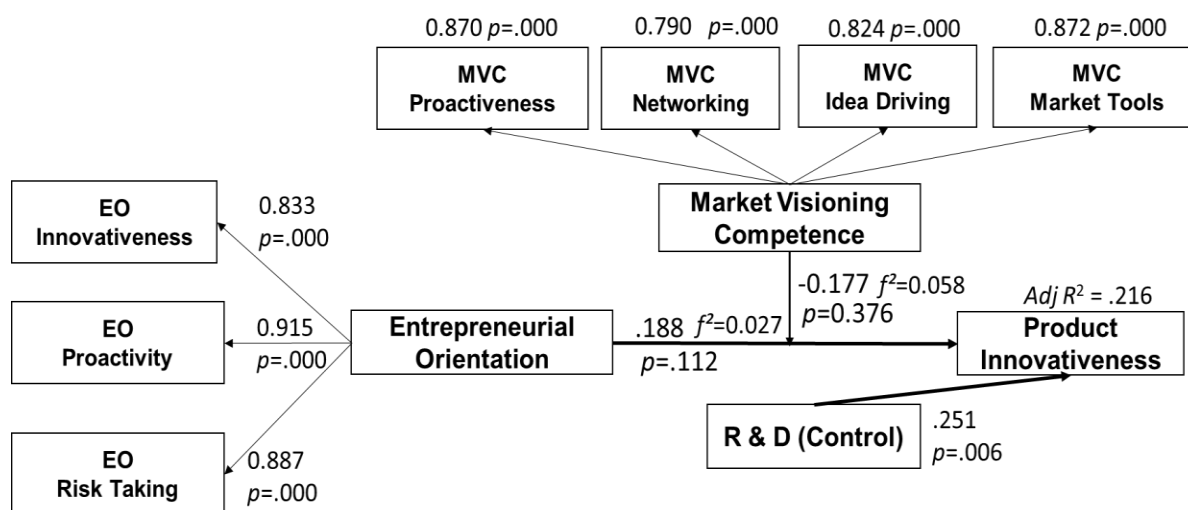 0.870 p=.000
0.790 p=.000
0.824 p=.000
0.872 p=.000
MVC
Proactiveness
MVC
Networking
MVC
Idea Driving
MVC
Market Tools
Market Visioning
Competence
EO
Innovativeness
0.833
p=.000
-0.177 f²=0.058
p=0.376
Adj R² = .216
EO
Proactivity
0.915
p=.000
Entrepreneurial
Orientation
.188 f²=0.027
p=.112
Product
Innovativeness
R & D (Control)
.251
p=.006
EO
Risk Taking
0.887
p=.000